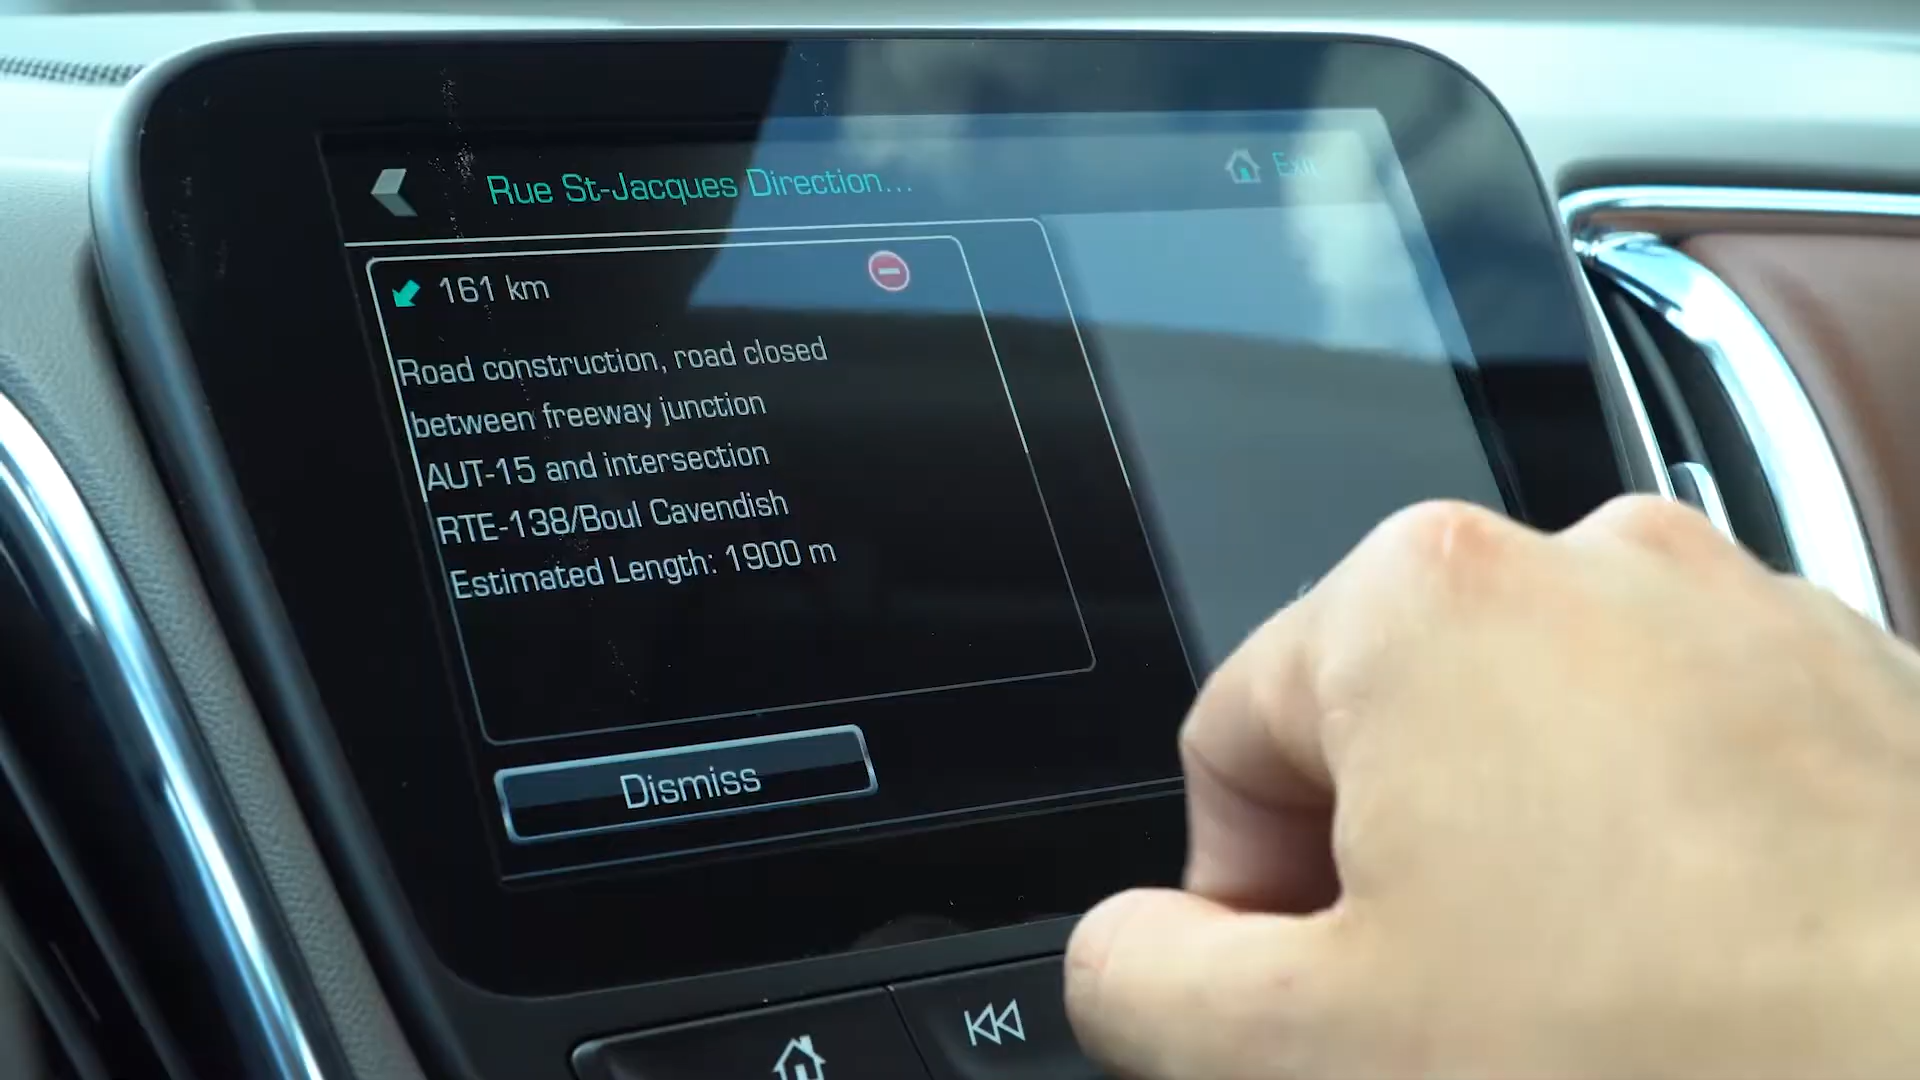 Rue St-Jacques Direction...
Exit
161 km
Road construction, road closed
between freeway junction
AUT-15 and intersection
RTE-138/Boul Cavendish
Estimated Length: 1900 m
Dismiss